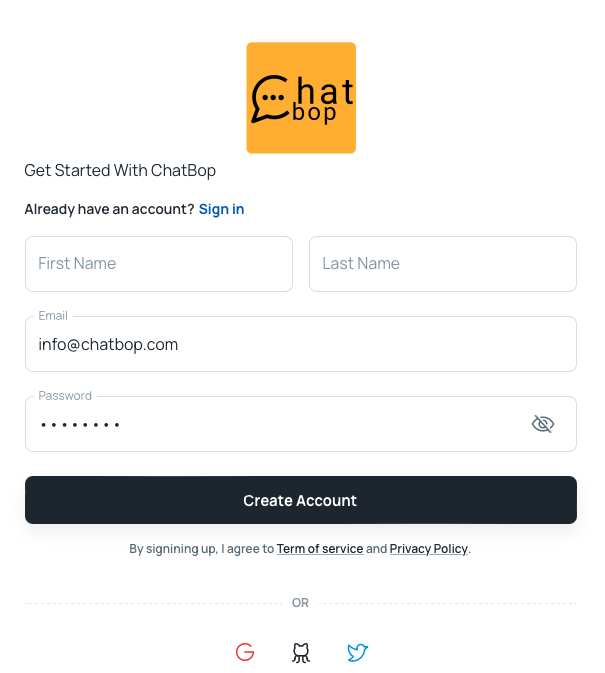 Chat
bop
Get Started With ChatBop
Already have an account? Sign in
First Name
Last Name
Email
info@chatbop.com
Password
••••••••
Create Account
By signining up, I agree to Term of service and Privacy Policy.
OR